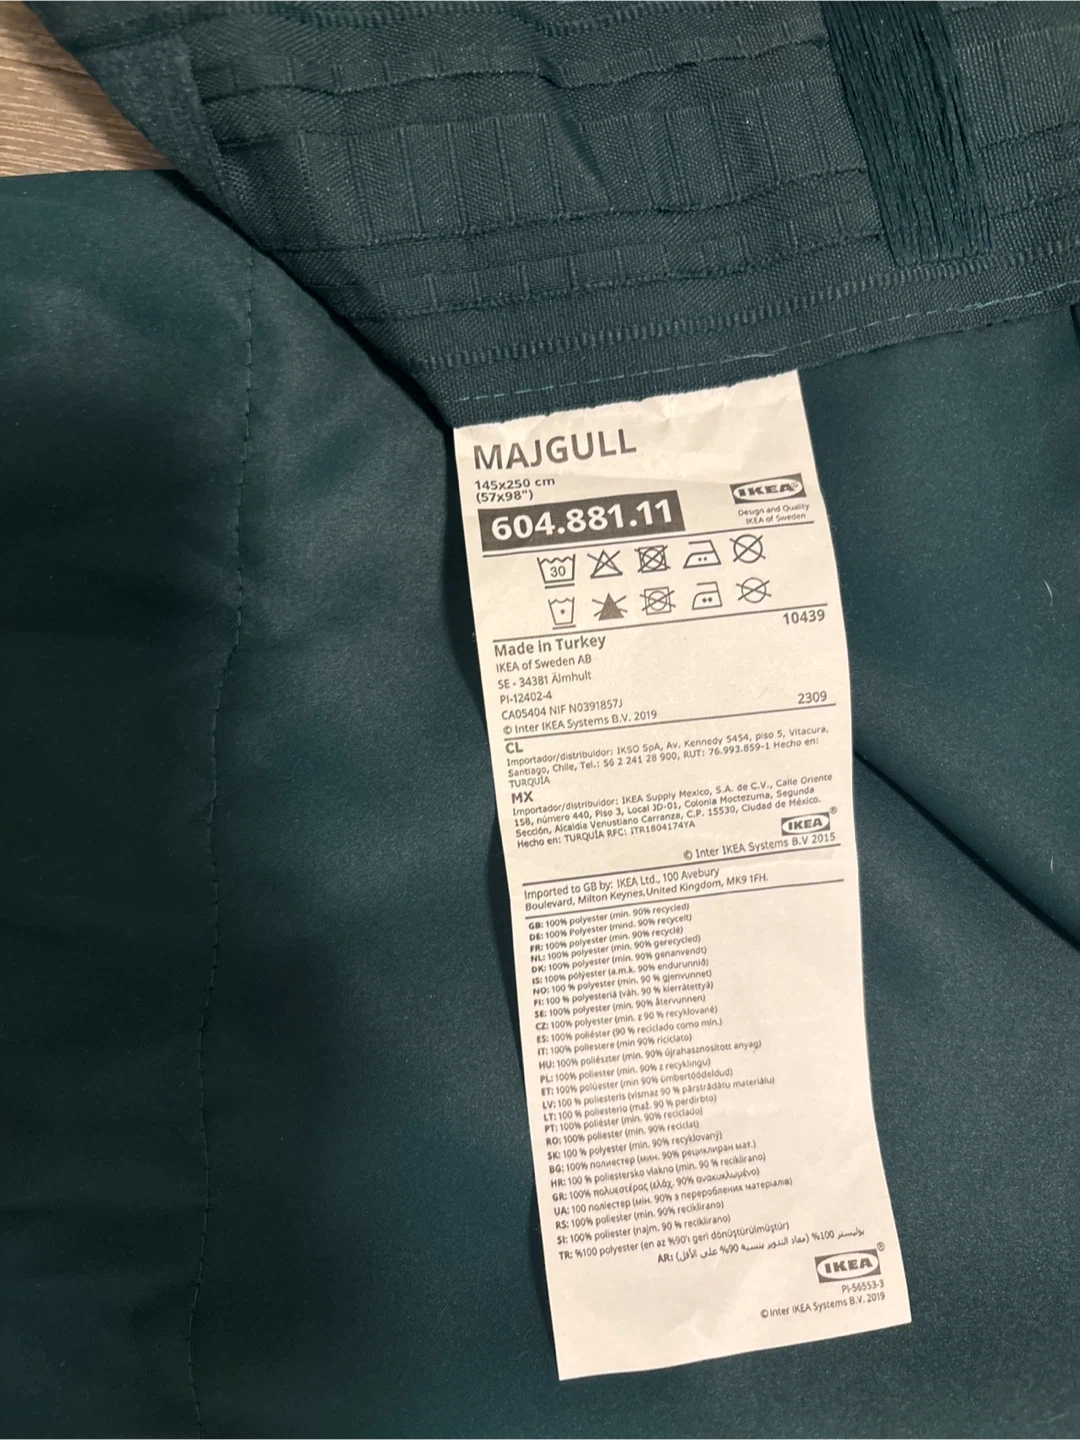 MAJGULL
145x250 cm
(57x98")
604.881.11
IKEA®
Design and Quality
IKEA of Sweden
30
10439
Made in Turkey
IKEA of Sweden AB
SE - 34381 Älmhult
PI-12402-4
CA05404 NIF N0391857J
2309
© Inter IKEA Systems B.V. 2019
CL
Importador/distribuidor: IKSO SpA, Av. Kennedy 5454, piso 5, Vitacura,
Santiago, Chile, Tel.: 56 2 241 28 900, RUT: 76.993.859-1 Hecho en:
TURQUÍA
MX
Importador/distribuidor: IKEA Supply Mexico, S.A. de C.V., Calle Oriente
158, número 440, Piso 3, Local JD-01, Colonia Moctezuma, Segunda
Sección, Alcaldía Venustiano Carranza, C.P. 15530, Ciudad de México.
Hecho en: TURQUÍA RFC: ITR1804174YA
IKEA®
© Inter IKEA Systems B.V 2015
Imported to GB by: IKEA Ltd., 100 Avebury
Boulevard, Milton Keynes,United Kingdom, MK9 1FH.
GB: 100% polyester (min. 90% recycled)
DE: 100% Polyester (mind. 90% recycelt)
FR: 100% polyester (min. 90% recyclé)
NL: 100% polyester (min. 90% gerecycled)
DK: 100% polyester (min. 90% genanvendt)
IS: 100% pólýester (a.m.k. 90% endurunnið)
NO: 100 % polyester (min. 90 % gjenvunnet)
FI: 100 % polyesteriä (väh. 90 % kierrätettyä)
SE: 100% polyester (min. 90% återvunnen)
CZ: 100% polyester (min. z 90 % recyklované)
ES: 100% poliéster (90 % reciclado como mín.)
IT: 100% poliestere (min 90% riciclato)
HU: 100% poliészter (min. 90% újrahasznosított anyag)
PL: 100% poliester (min. 90% z recyklingu)
ET: 100% polüester (min 90% ümbertöödeldud)
LV: 100 % poliesteris (vismaz 90 % pārstrādātu materiālu)
LT: 100 % poliesterio (maž. 90 % perdirbto)
PT: 100% poliéster (min. 90% reciclado)
RO: 100% poliester (min. 90% reciclat)
SK: 100 % polyester (min. 90% recyklovaný)
BG: 100% полиестер (мин. 90% рециклиран мат.)
HR: 100 % poliestersko vlakno (min. 90 % reciklirano)
GR: 100% πολυεστέρας (ελάχ. 90% ανακυκλωμένο)
UA: 100 поліестер (мін. 90% з перероблених матеріалів)
RS: 100% poliester (min. 90% reciklirano)
SI: 100% poliester (najm. 90 % reciklirano)
TR: %100 polyester (en az %90'ı geri dönüştürülmüştür)
AR: بوليستر 100% (معاد التدوير بنسبة 90% على الأقل)
IKEA®
PI-56553-3
© Inter IKEA Systems B.V. 2019